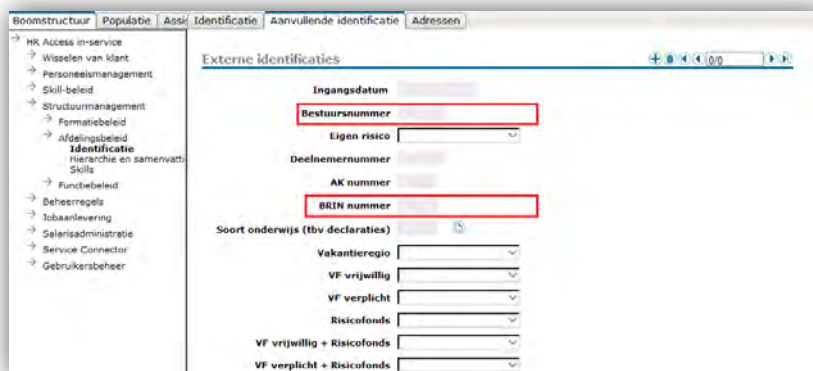 Boomstructuur Populatie Assi Identificatie Aanvullende identificatie Adressen
HR Access in-service
Wisselen van klant
Personeelsmanagement
Skill-beleid
Structuurmanagement
Formatiebeleid
Afdelingsbeleid
Identificatie
Hierarchie en samenvatti
Skills
Functiebeleid
Beheerregels
Jobaanlevering
Salarisadministratie
Service Connector
Gebruikersbeheer
Externe identificaties 0/0
Ingangsdatum
Bestuursnummer
Eigen risico
Deelnemernummer
AK nummer
BRIN nummer
Soort onderwijs (tbv declaraties)
Vakantieregio
VF vrijwillig
VF verplicht
Risicofonds
VF vrijwillig + Risicofonds
VF verplicht + Risicofonds